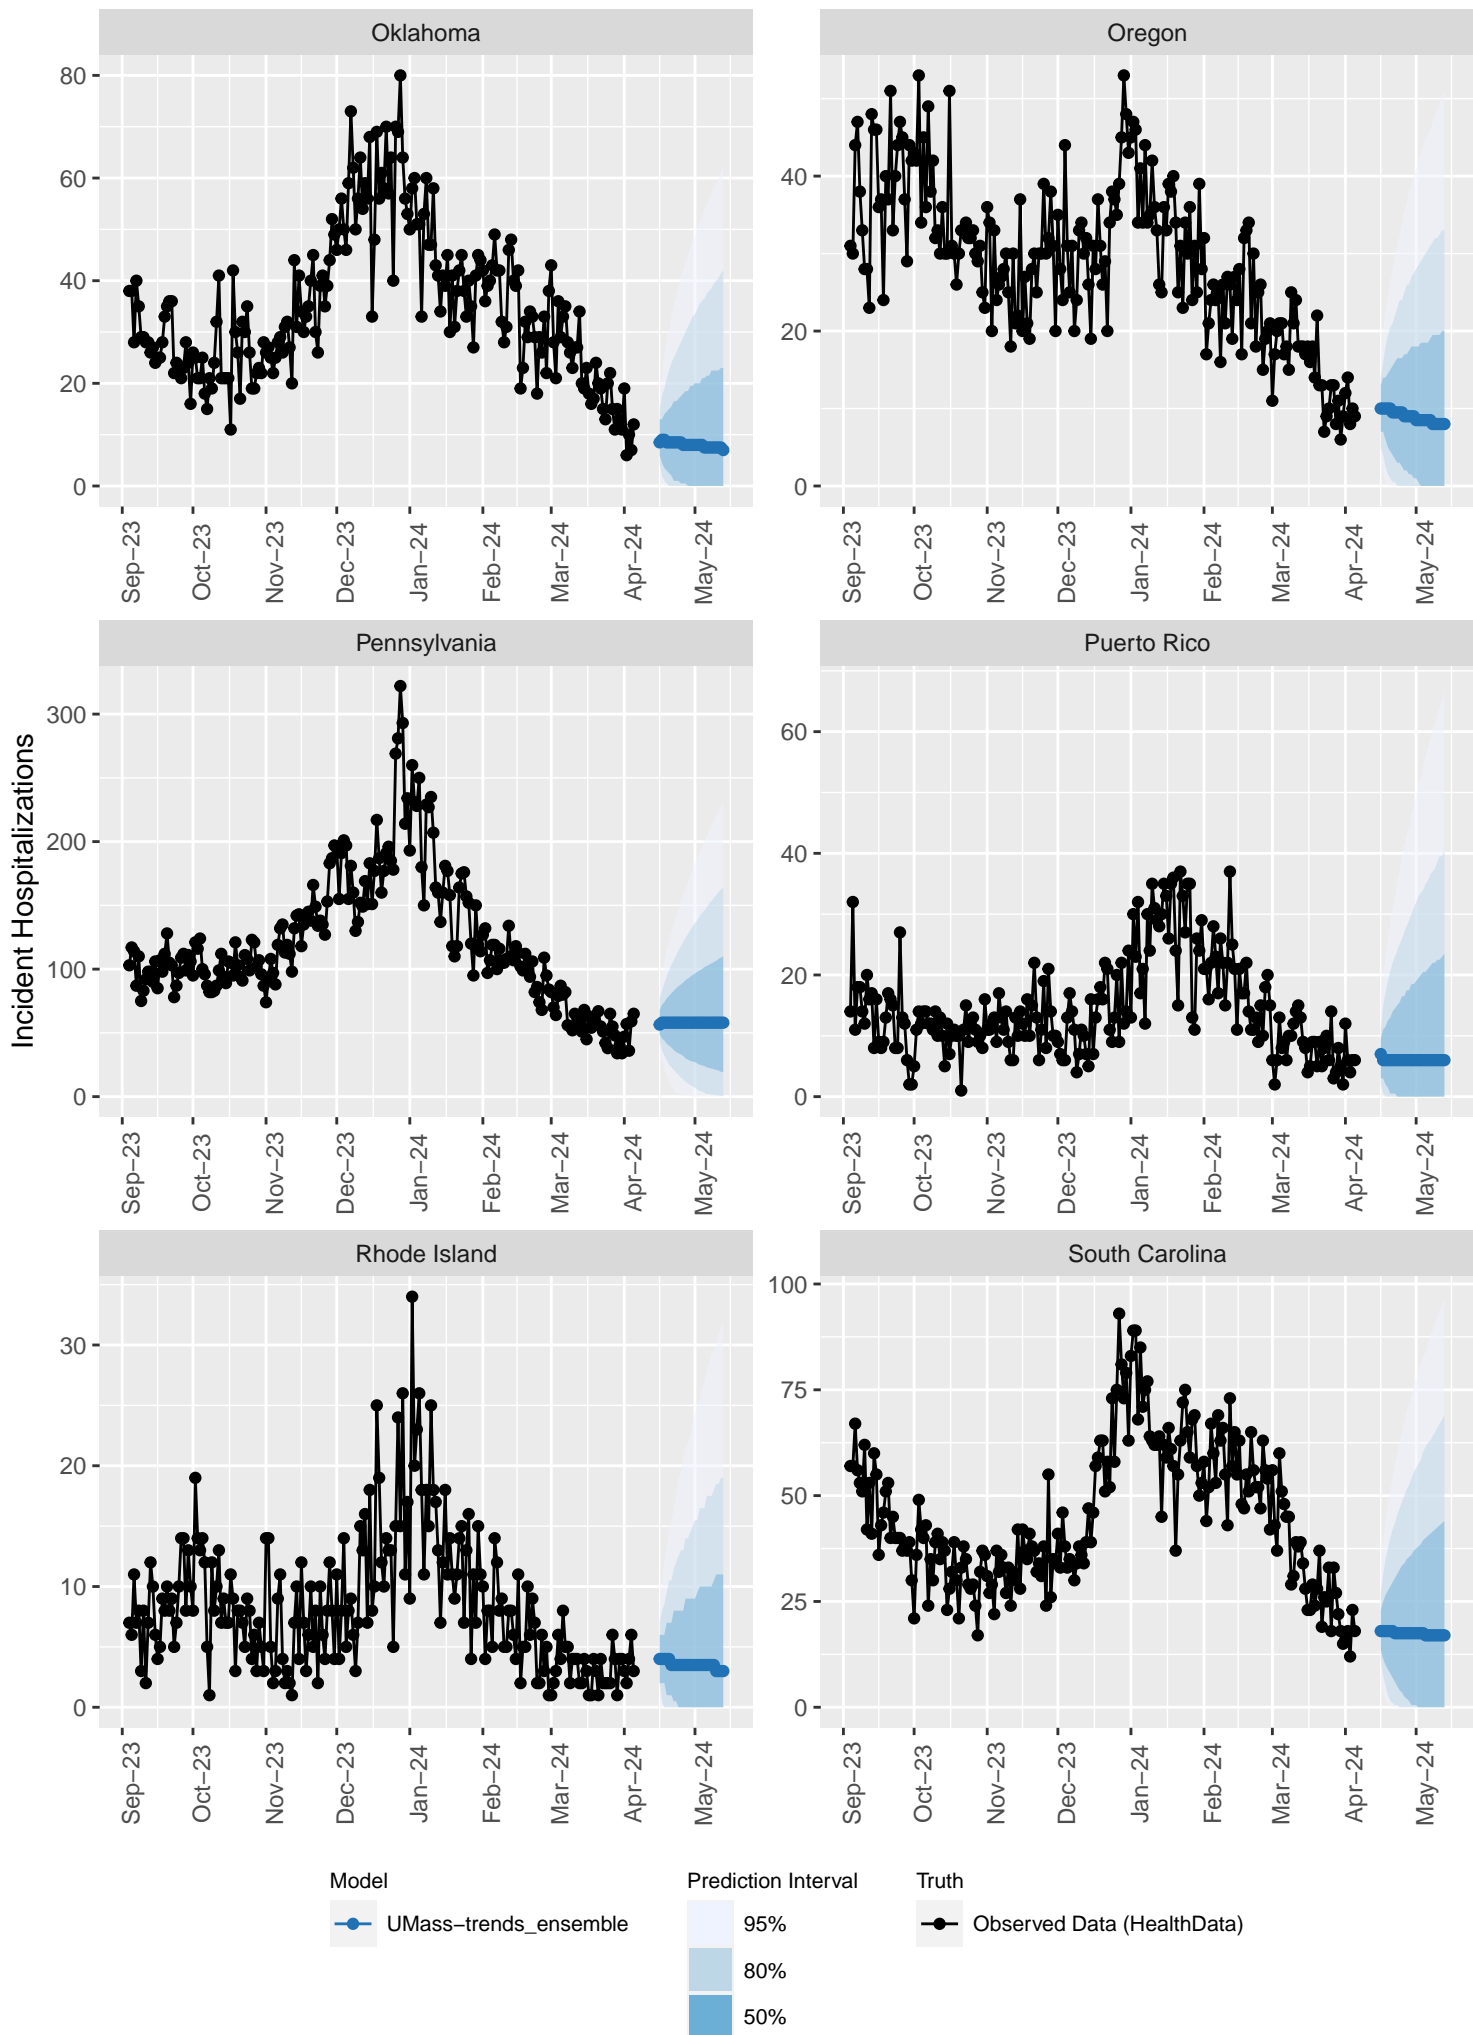 Oklahoma
Oregon
80
60
40
20
0
40
20
0
Sep−23
Oct−23
Nov−23
Dec−23
Jan−24
Feb−24
Mar−24
Apr−24
May−24
Sep−23
Oct−23
Nov−23
Dec−23
Jan−24
Feb−24
Mar−24
Apr−24
May−24
Incident Hospitalizations
Pennsylvania
Puerto Rico
300
200
100
0
60
40
20
0
Sep−23
Oct−23
Nov−23
Dec−23
Jan−24
Feb−24
Mar−24
Apr−24
May−24
Sep−23
Oct−23
Nov−23
Dec−23
Jan−24
Feb−24
Mar−24
Apr−24
May−24
Rhode Island
South Carolina
30
20
10
0
100
75
50
25
0
Sep−23
Oct−23
Nov−23
Dec−23
Jan−24
Feb−24
Mar−24
Apr−24
May−24
Sep−23
Oct−23
Nov−23
Dec−23
Jan−24
Feb−24
Mar−24
Apr−24
May−24
Model
UMass−trends_ensemble
Prediction Interval
95%
80%
50%
Truth
Observed Data (HealthData)